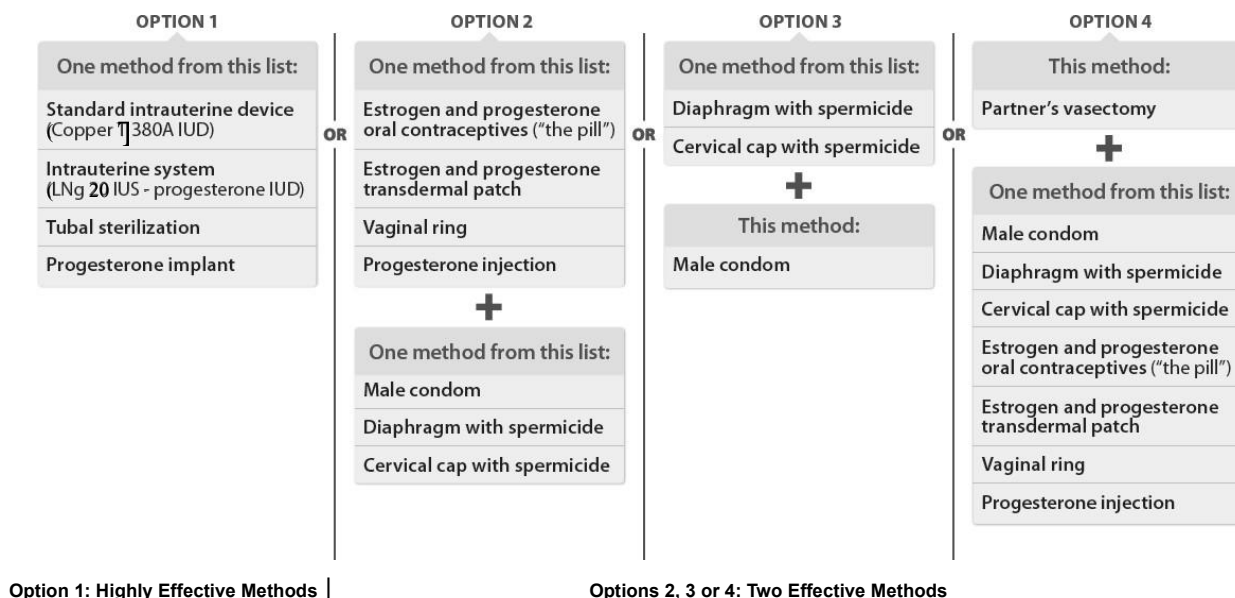 OPTION 1
One method from this list:
Standard intrauterine device
(Copper T 380A IUD)
Intrauterine system
(LNg 20 IUS - progesterone IUD)
Tubal sterilization
Progesterone implant
OR
OPTION 2
One method from this list:
Estrogen and progesterone
oral contraceptives (“the pill”)
Estrogen and progesterone
transdermal patch
Vaginal ring
Progesterone injection
+
One method from this list:
Male condom
Diaphragm with spermicide
Cervical cap with spermicide
OR
OPTION 3
One method from this list:
Diaphragm with spermicide
Cervical cap with spermicide
+
This method:
Male condom
OR
OPTION 4
This method:
Partner’s vasectomy
+
One method from this list:
Male condom
Diaphragm with spermicide
Cervical cap with spermicide
Estrogen and progesterone
oral contraceptives (“the pill”)
Estrogen and progesterone
transdermal patch
Vaginal ring
Progesterone injection
Option 1: Highly Effective Methods
Options 2, 3 or 4: Two Effective Methods